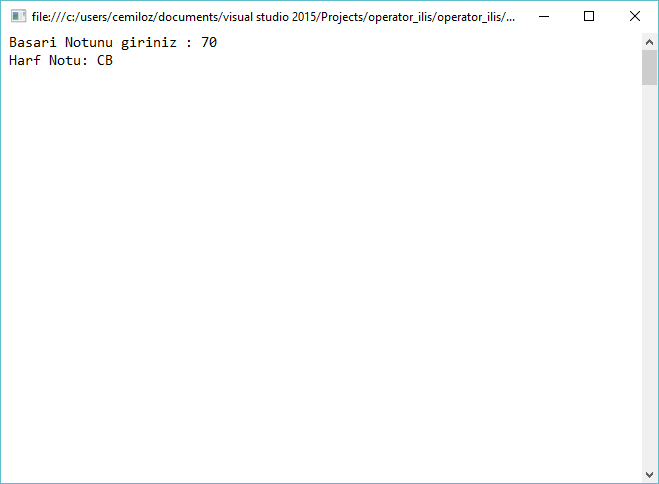 file:///c:/users/cemiloz/documents/visual studio 2015/Projects/operator_ilis/operator_ilis/...
Basari Notunu giriniz : 70
Harf Notu: CB